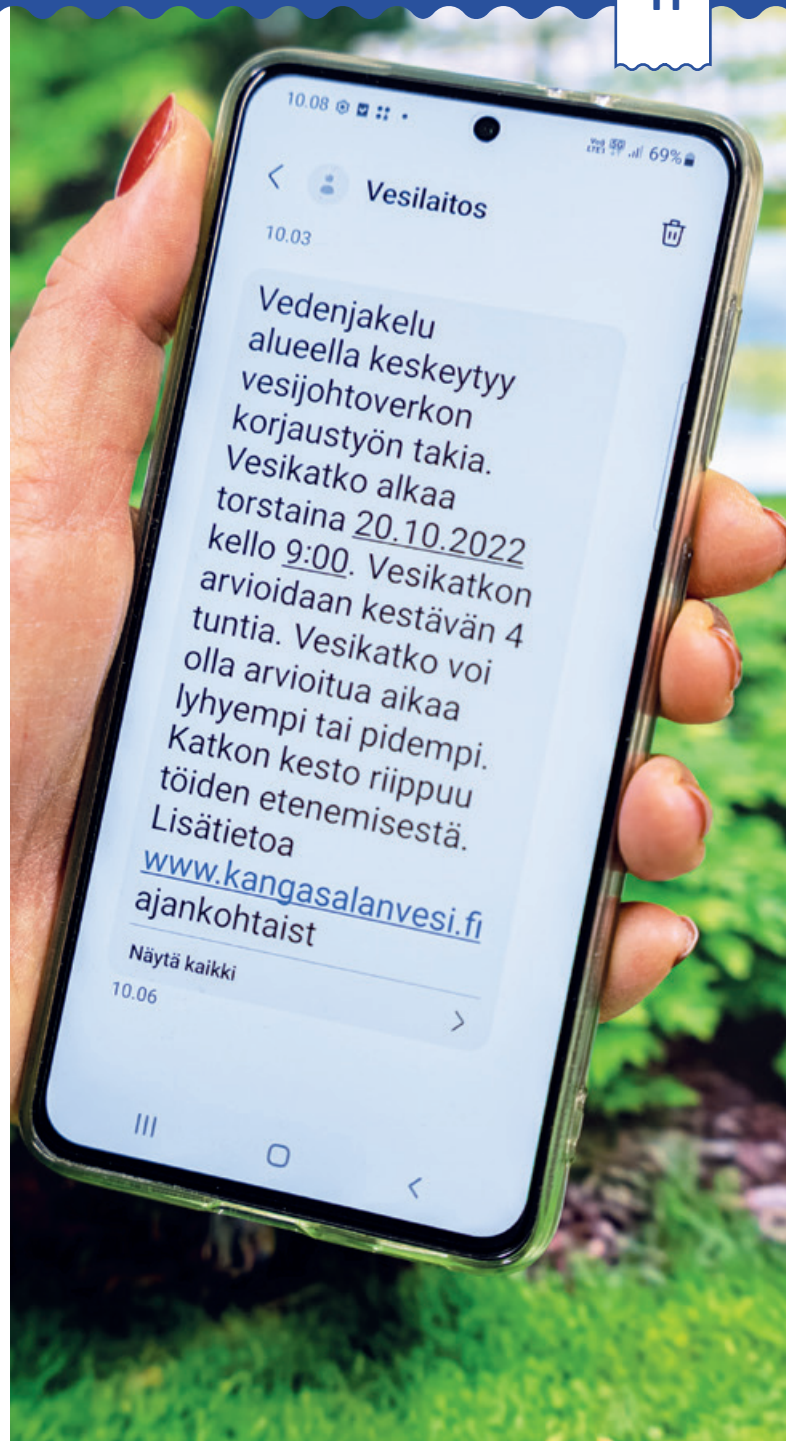 10.08
69%
Vesilaitos
10.03
Vedenjakelu
alueella keskeytyy
vesijohtoverkon
korjaustyön takia.
Vesikatko alkaa
torstaina 20.10.2022
kello 9:00. Vesikatkon
arvioidaan kestävän 4
tuntia. Vesikatko voi
olla arvioitua aikaa
lyhyempi tai pidempi.
Katkon kesto riippuu
töiden etenemisestä.
Lisätietoa
www.kangasalanvesi.fi
ajankohtaist
Näytä kaikki
10.06